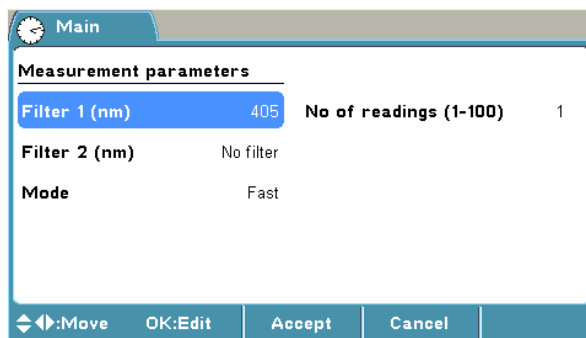 Main
Measurement parameters
Filter 1 (nm) 405 No of readings (1-100) 1
Filter 2 (nm) No filter
Mode Fast
:Move OK:Edit Accept Cancel